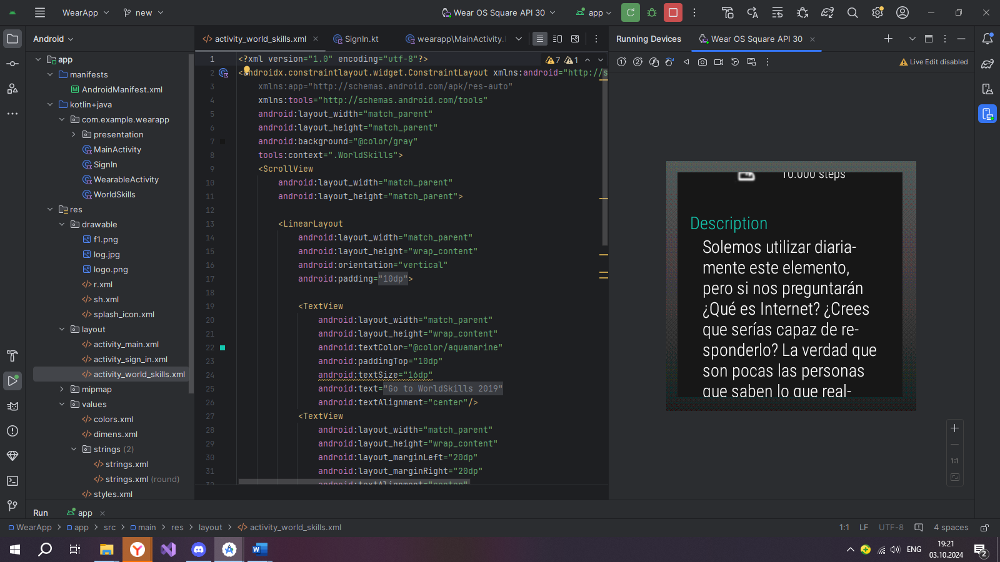 WearApp
new
Wear OS Square API 30
app
Android
app
manifests
AndroidManifest.xml
kotlin+java
com.example.wearapp
presentation
MainActivity
SignIn
WearableActivity
WorldSkills
res
drawable
f1.png
log.jpg
logo.png
r.xml
sh.xml
splash_icon.xml
layout
activity_main.xml
activity_sign_in.xml
activity_world_skills.xml
mipmap
values
colors.xml
dimens.xml
strings (2)
strings.xml
strings.xml (round)
styles.xml
activity_world_skills.xml
SignIn.kt
wearapp\MainActivity.
7 1
1 <?xml version="1.0" encoding="utf-8"?>
2 <androidx.constraintlayout.widget.ConstraintLayout xmlns:android="http://s
3 xmlns:app="http://schemas.android.com/apk/res-auto"
4 xmlns:tools="http://schemas.android.com/tools"
5 android:layout_width="match_parent"
6 android:layout_height="match_parent"
7 android:background="@color/gray"
8 tools:context=".WorldSkills">
9 <ScrollView
10 android:layout_width="match_parent"
11 android:layout_height="match_parent">
12
13 <LinearLayout
14 android:layout_width="match_parent"
15 android:layout_height="wrap_content"
16 android:orientation="vertical"
17 android:padding="10dp">
18
19 <TextView
20 android:layout_width="match_parent"
21 android:layout_height="wrap_content"
22 android:textColor="@color/aquamarine"
23 android:paddingTop="10dp"
24 android:textSize="16dp"
25 android:text="Go to WorldSkills 2019"
26 android:textAlignment="center"/>
27 <TextView
28 android:layout_width="match_parent"
29 android:layout_height="wrap_content"
30 android:layout_marginLeft="20dp"
31 android:layout_marginRight="20dp"
32 android:textAlignment="center"
Running Devices
Wear OS Square API 30
Live Edit disabled
10.000 steps
Description
Solemos utilizar diaria-
mente este elemento,
pero si nos preguntarán
¿Qué es Internet? ¿Crees
que serías capaz de re-
sponderlo? La verdad que
son pocas las personas
que saben lo que real-
1:1
Run
app
WearApp > app > src > main > res > layout > activity_world_skills.xml
1:1 LF UTF-8 4 spaces
ENG
19:21
03.10.2024
2